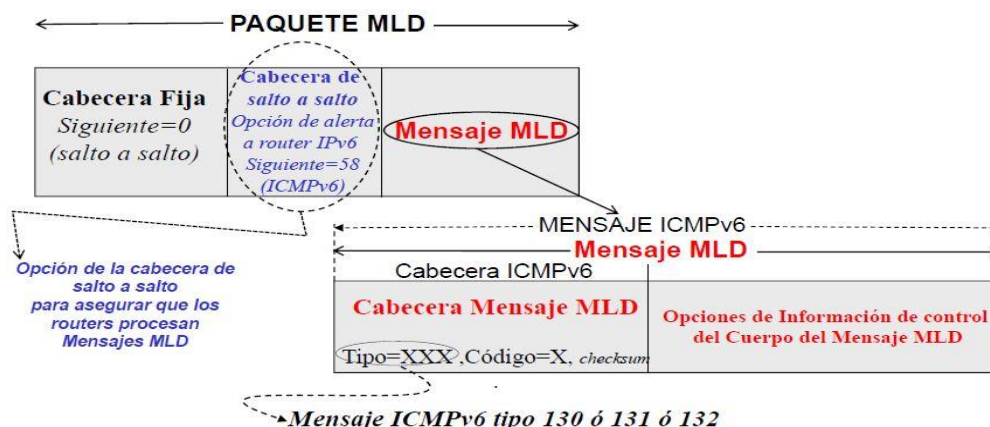 PAQUETE MLD
Cabecera Fija
Siguiente=0
(salto a salto)
Cabecera de
salto a salto
Opción de alerta
a router IPv6
Siguiente=58
(ICMPv6)
Mensaje MLD
MENSAJE ICMPv6
Mensaje MLD
Opción de la cabecera de
salto a salto
para asegurar que los
routers procesan
Mensajes MLD
Cabecera ICMPv6
Cabecera Mensaje MLD
Tipo=XXX ,Código=X, checksum
Opciones de Información de control
del Cuerpo del Mensaje MLD
Mensaje ICMPv6 tipo 130 ó 131 ó 132